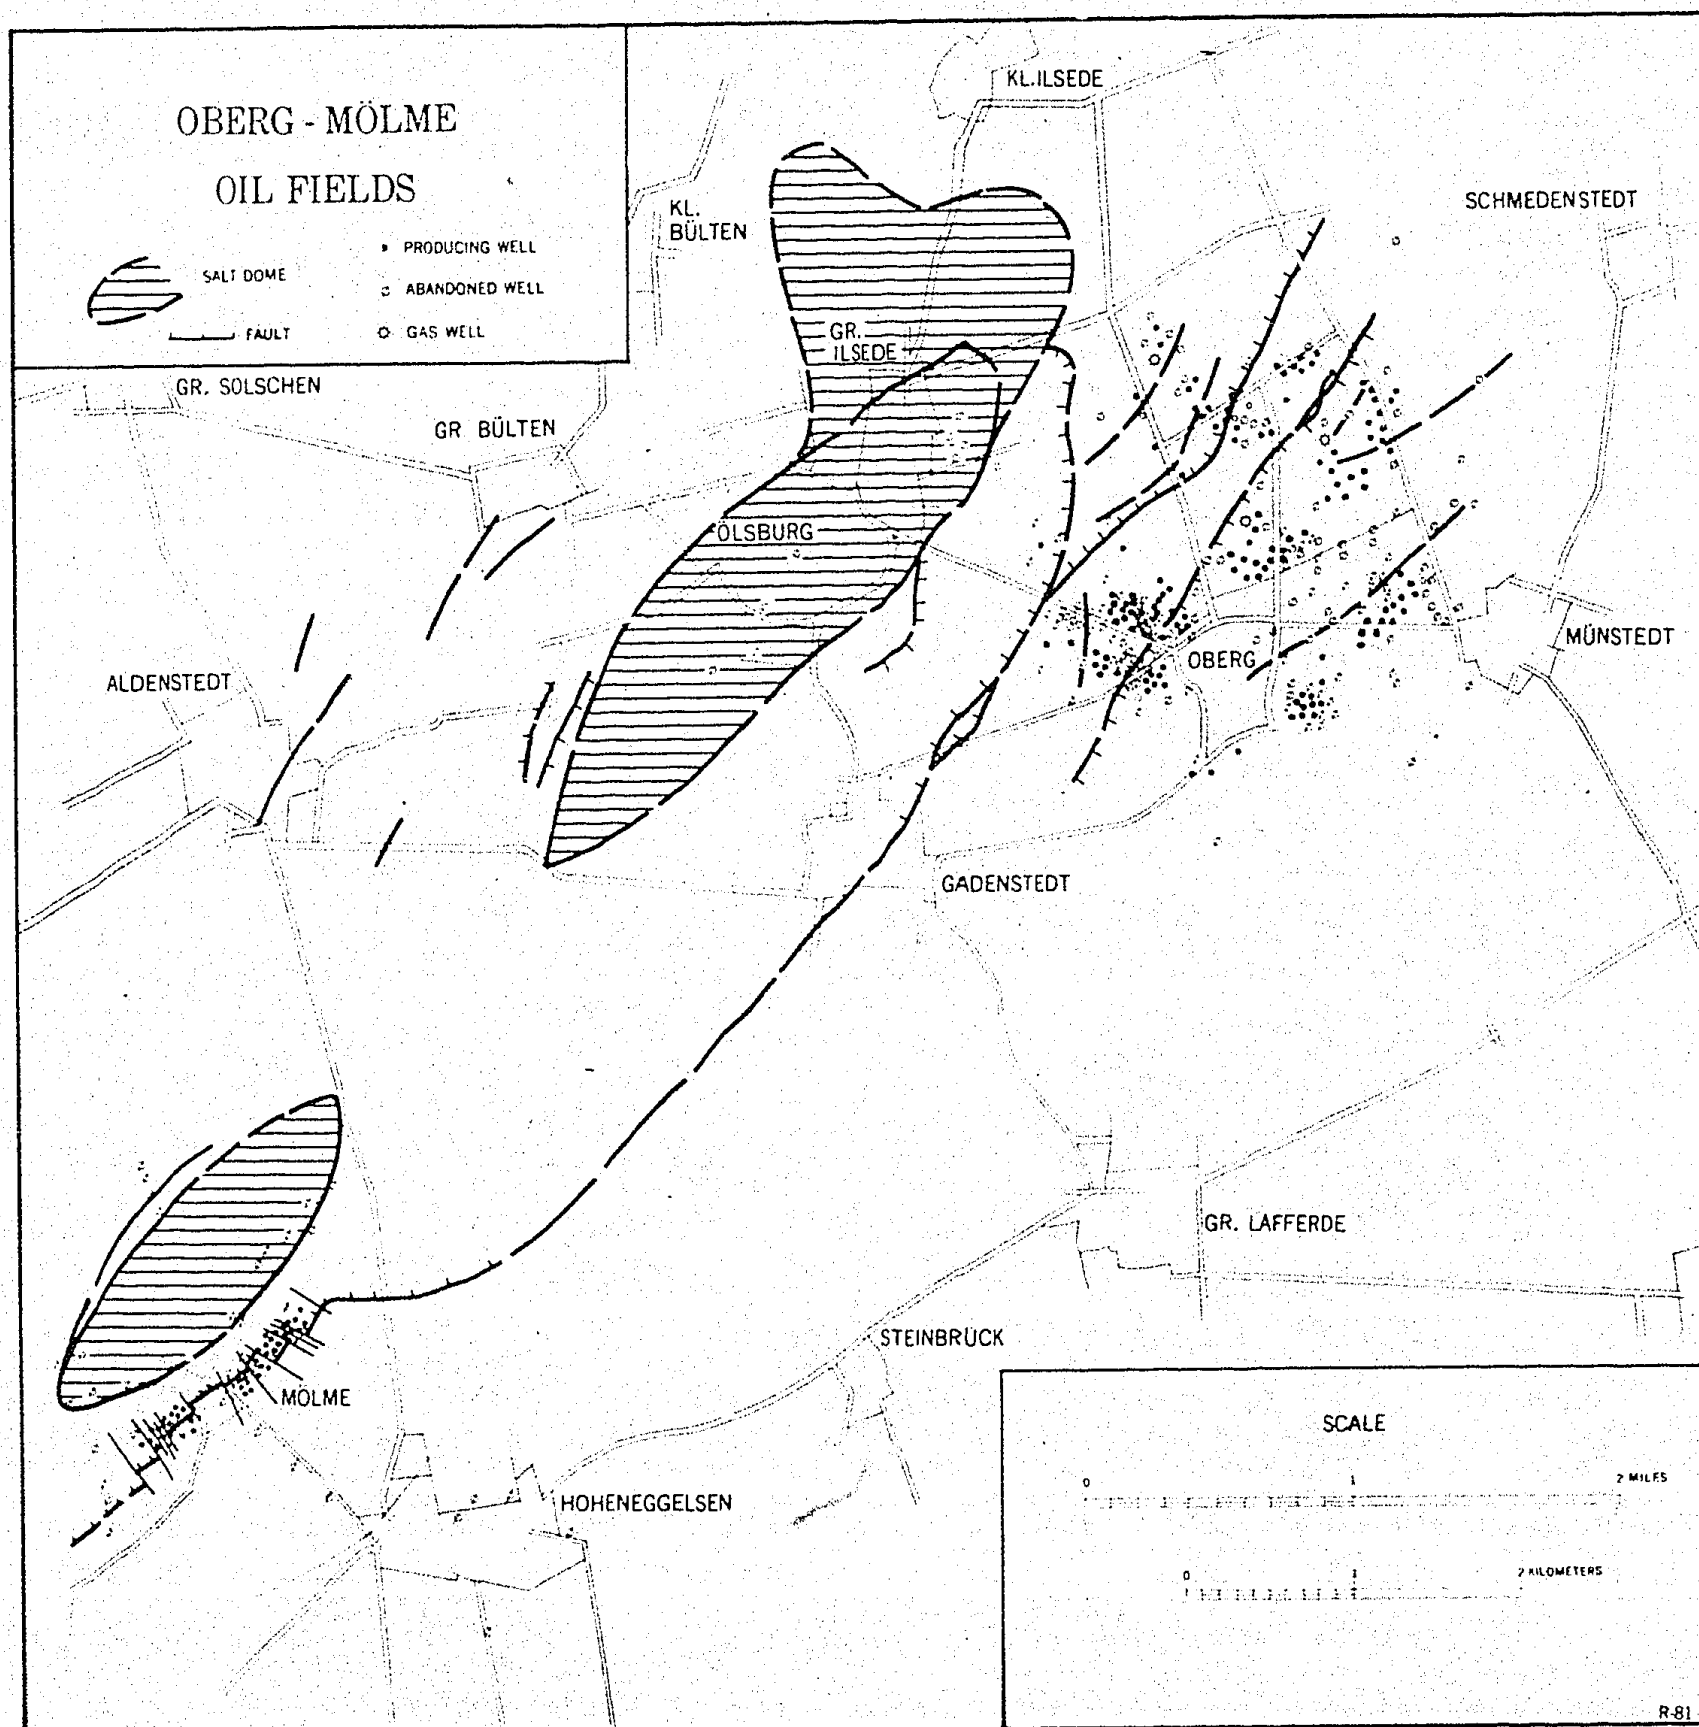 OBERG - MÖLME
OIL FIELDS
SALT DOME
FAULT
PRODUCING WELL
ABANDONED WELL
GAS WELL
KL. ILSEDE
SCHMEDENSTEDT
KL.
BÜLTEN
GR.
ILSEDE
GR. SOLSCHEN
GR BÜLTEN
ÖLSBURG
MÜNSTEDT
OBERG
ALDENSTEDT
GADENSTEDT
GR. LAFFERDE
STEINBRÜCK
MÖLME
HOHENEGGELSEN
SCALE
0 1 2 MILES
0 1 2 KILOMETERS
R-81